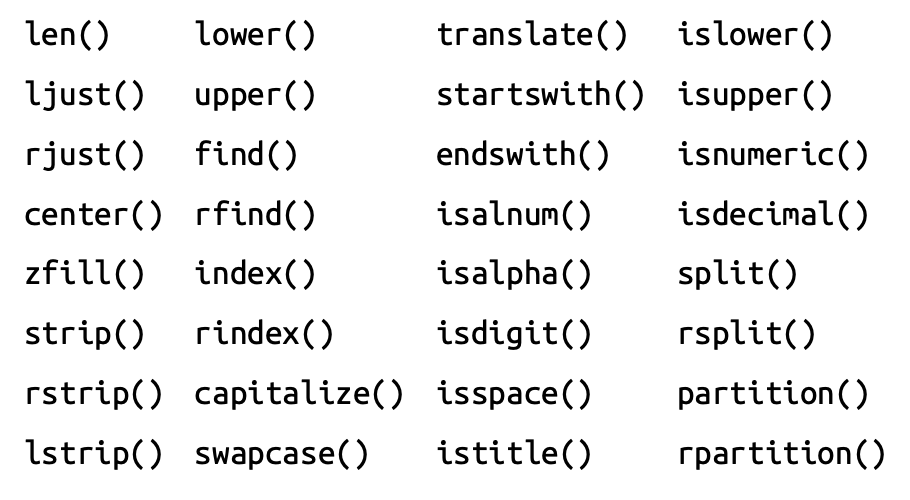 len() lower() translate() islower()
ljust() upper() startswith() isupper()
rjust() find() endswith() isnumeric()
center() rfind() isalnum() isdecimal()
zfill() index() isalpha() split()
strip() rindex() isdigit() rsplit()
rstrip() capitalize() isspace() partition()
lstrip() swapcase() istitle() rpartition()